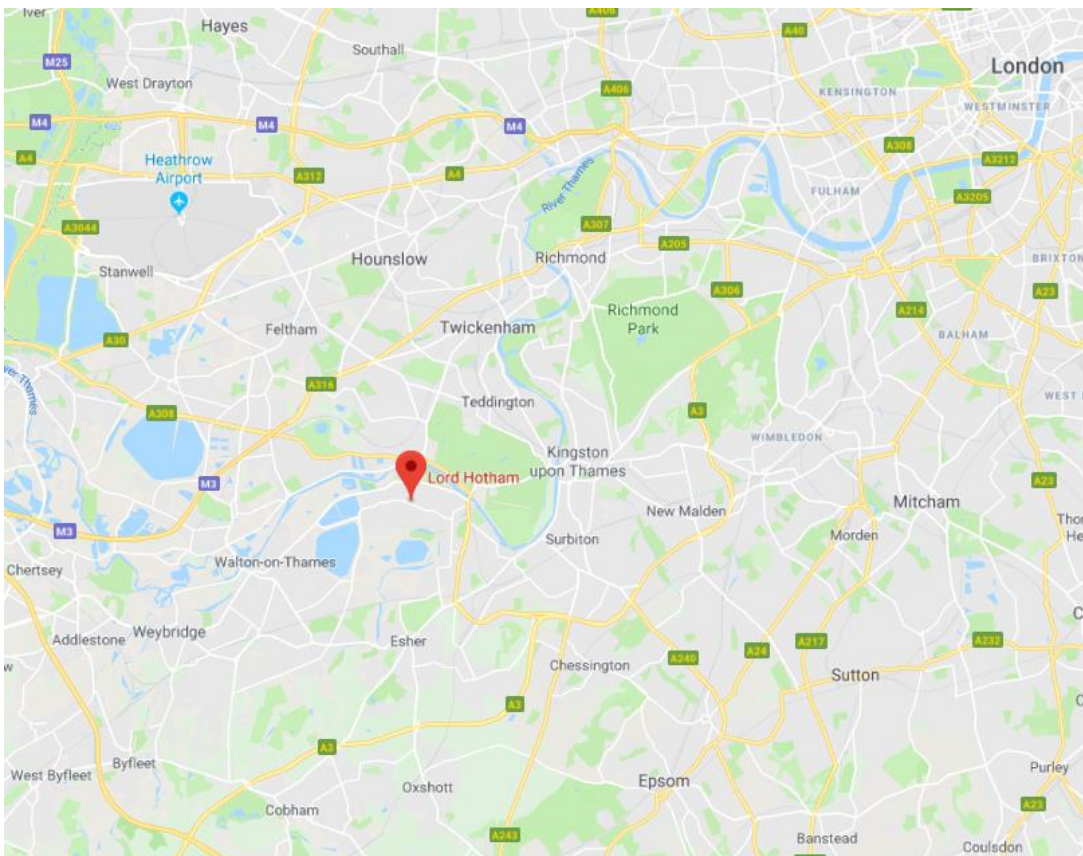 Iver
Hayes
A406
A40
Southall
M25
London
West Drayton
A406
KENSINGTON
WESTMINSTER
M4
M4
M4
A308
A4
Heathrow
Airport
A312
A4
A3212
River Thames
FULHAM
A3205
A3044
A307
A205
Stanwell
Hounslow
Richmond
BRIXTON
A306
A23
Feltham
Twickenham
Richmond
Park
A214
BALHAM
A30
A316
River Thames
Teddington
A308
A3
WEST
WIMBLEDON
Kingston
upon Thames
Lord Hotham
M3
A23
New Malden
Mitcham
M3
Surbiton
Morden
Chertsey
Walton-on-Thames
Addlestone
Weybridge
Esher
A217
A232
Chessington
A240
A24
Sutton
A3
A3
Byfleet
West Byfleet
Oxshott
Epsom
Purley
Cobham
A23
A243
Banstead
Coulsdon